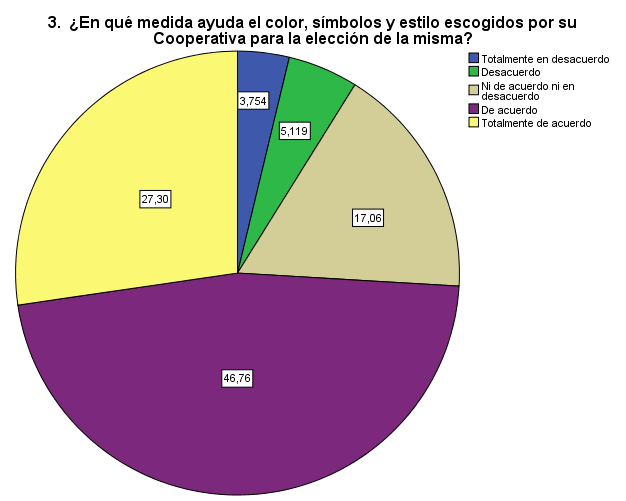 3. ¿En qué medida ayuda el color, símbolos y estilo escogidos por su
Cooperativa para la elección de la misma?
Totalmente en desacuerdo
Desacuerdo
Ni de acuerdo ni en
desacuerdo
De acuerdo
Totalmente de acuerdo
3,754
5,119
17,06
27,30
46,76